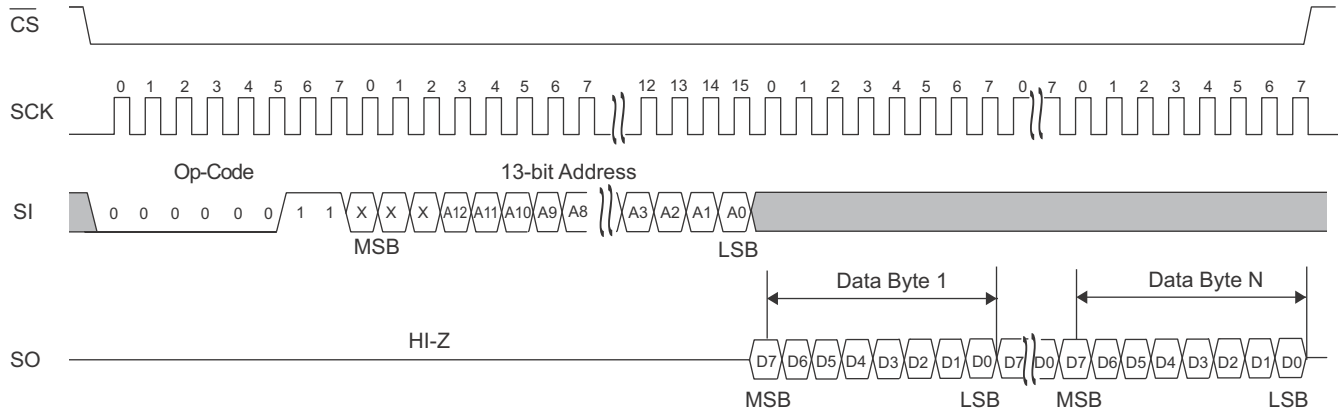 CS
0 1 2 3 4 5 6 7 0 1 2 3 4 5 6 7 12 13 14 15 0 1 2 3 4 5 6 7 0 7 0 1 2 3 4 5 6 7
SCK
Op-Code 13-bit Address
SI 0 0 0 0 0 0 1 1 X X X A12 A11 A10 A9 A8 A3 A2 A1 A0
MSB LSB
Data Byte 1 Data Byte N
HI-Z
SO D7 D6 D5 D4 D3 D2 D1 D0 D7 D0 D7 D6 D5 D4 D3 D2 D1 D0
MSB LSB MSB LSB